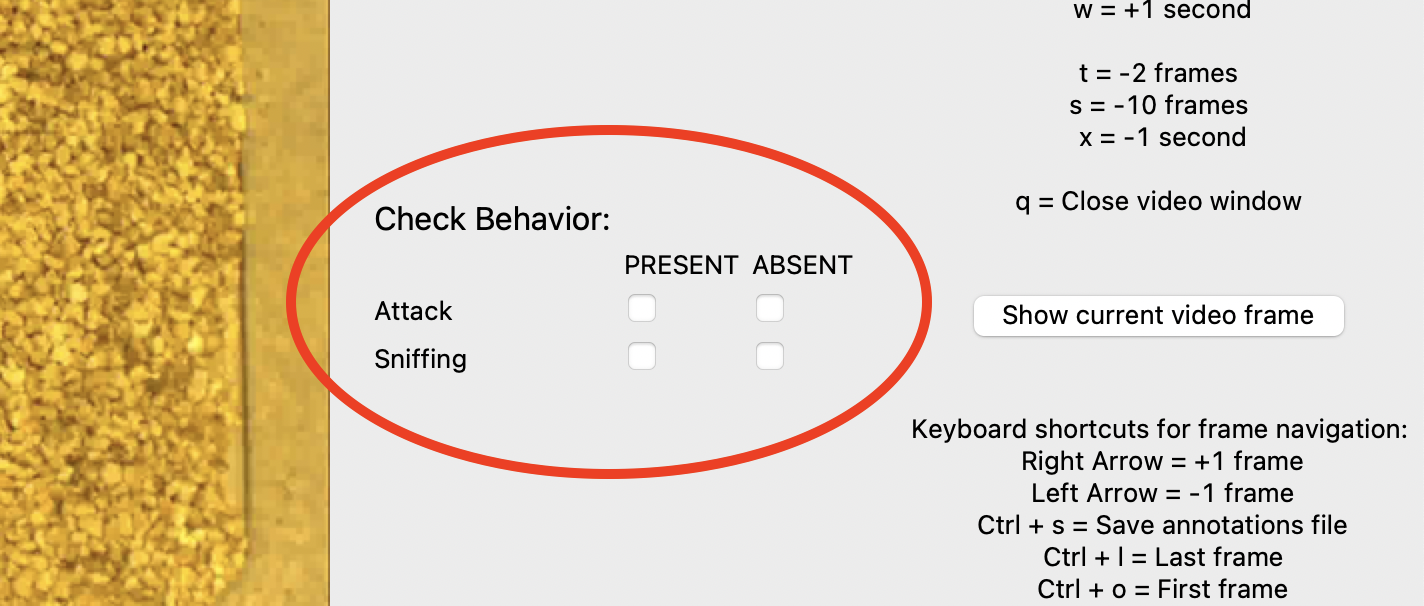 w = +1 second
t = -2 frames
s = -10 frames
x = -1 second
q = Close video window
Check Behavior:
PRESENT ABSENT
Attack
Sniffing
Show current video frame
Keyboard shortcuts for frame navigation:
Right Arrow = +1 frame
Left Arrow = -1 frame
Ctrl + s = Save annotations file
Ctrl + l = Last frame
Ctrl + o = First frame